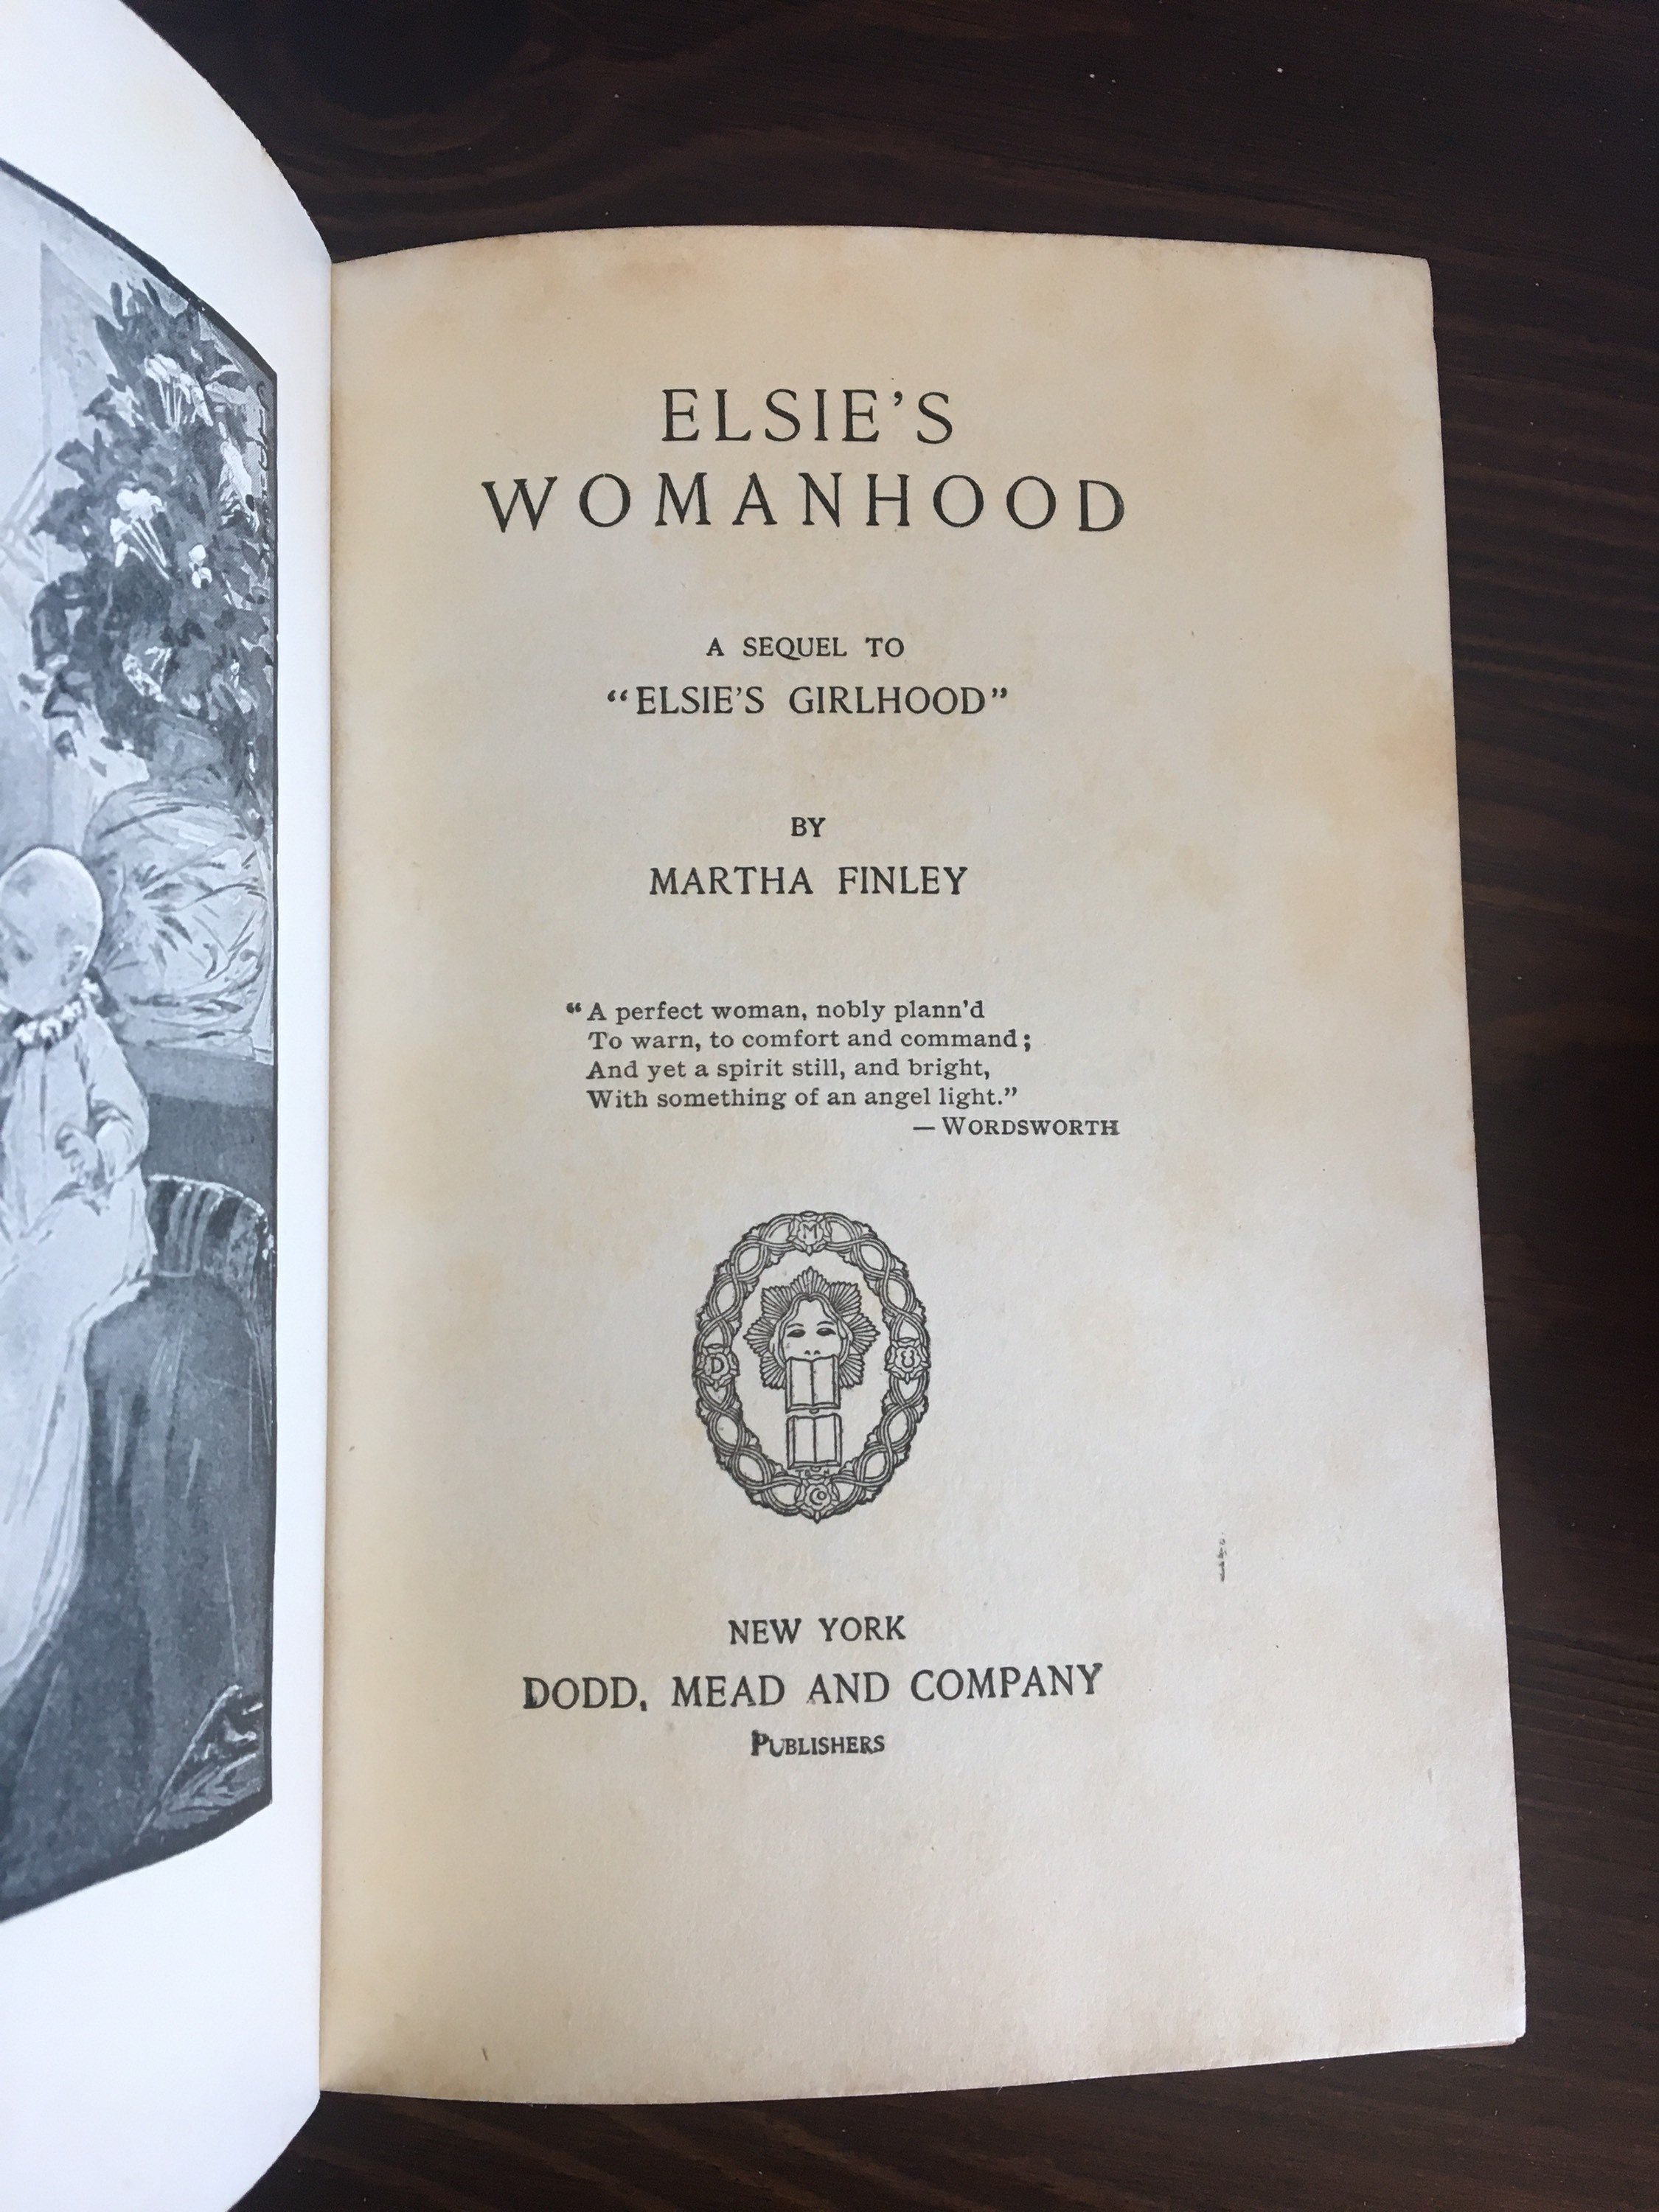 ELSIE'S
WOMANHOOD
A SEQUEL TO
"ELSIE'S GIRLHOOD"
BY
MARTHA FINLEY
"A perfect woman, nobly plann'd
To warn, to comfort and command;
And yet a spirit still, and bright,
With something of an angel light."
— WORDSWORTH
M
D &
Co
NEW YORK
DODD, MEAD AND COMPANY
PUBLISHERS